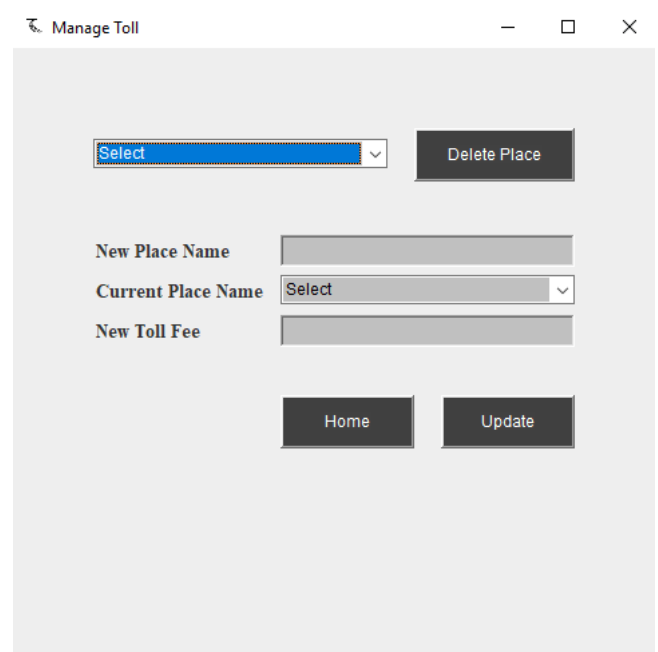 Manage Toll
Select
Delete Place
New Place Name
Current Place Name Select
New Toll Fee
Home Update